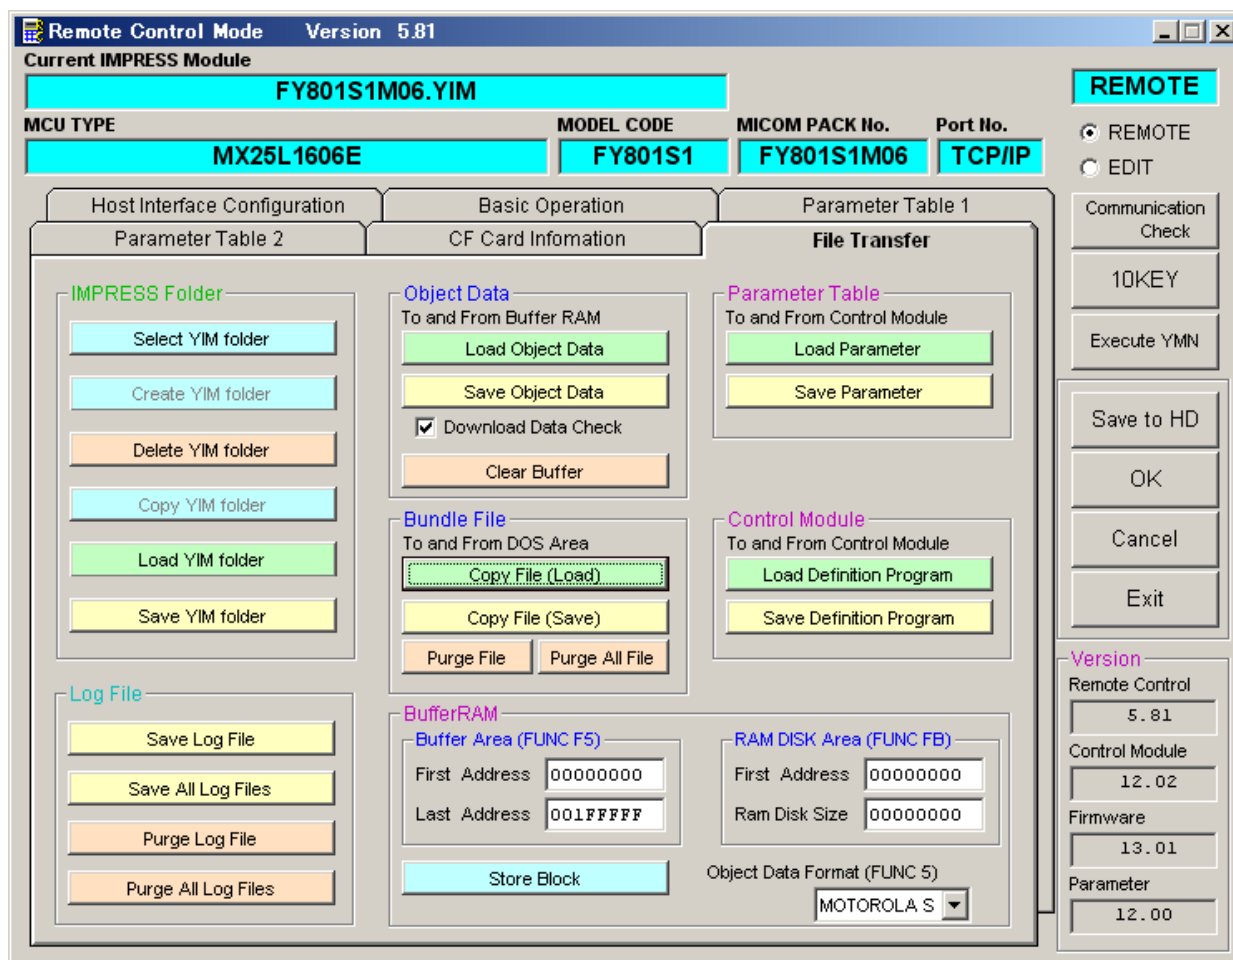 Remote Control Mode Version 5.81
Current IMPRESS Module
FY801S1M06.YIM
REMOTE
MCU TYPE MODEL CODE MICOM PACK No. Port No.
MX25L1606E FY801S1 FY801S1M06 TCP/IP
REMOTE
EDIT
Host Interface Configuration Basic Operation Parameter Table 1
Parameter Table 2 CF Card Infomation File Transfer
IMPRESS Folder
Select YIM folder
Create YIM folder
Delete YIM folder
Copy YIM folder
Load YIM folder
Save YIM folder
Log File
Save Log File
Save All Log Files
Purge Log File
Purge All Log Files
Object Data
To and From Buffer RAM
Load Object Data
Save Object Data
Download Data Check
Clear Buffer
Bundle File
To and From DOS Area
Copy File (Load)
Copy File (Save)
Purge File Purge All File
Parameter Table
To and From Control Module
Load Parameter
Save Parameter
Control Module
To and From Control Module
Load Definition Program
Save Definition Program
BufferRAM
Buffer Area (FUNC F5)
First Address 00000000
Last Address 001FFFFF
RAM DISK Area (FUNC FB)
First Address 00000000
Ram Disk Size 00000000
Store Block
Object Data Format (FUNC 5)
MOTOROLA S
Communication
Check
10KEY
Execute YMN
Save to HD
OK
Cancel
Exit
Version
Remote Control
5.81
Control Module
12.02
Firmware
13.01
Parameter
12.00